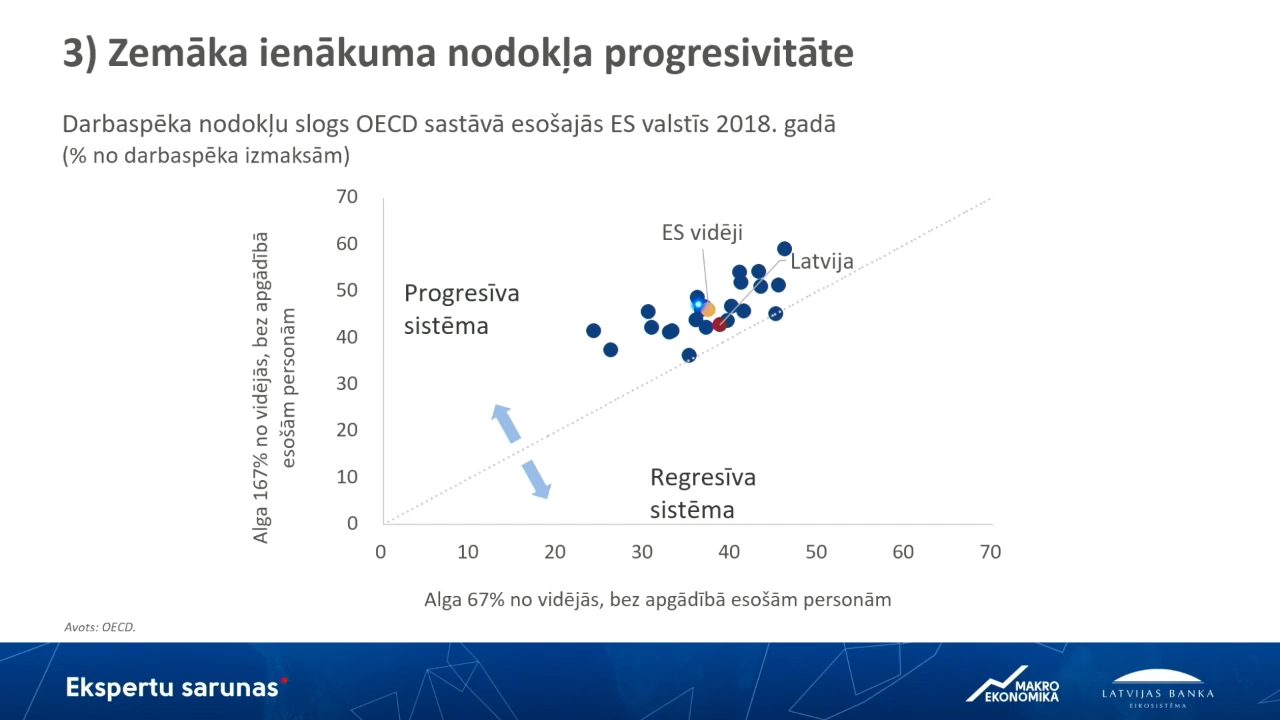 3) Zemāka ienākuma nodokļa progresivitāte
Darbaspēka nodokļu slogs OECD sastāvā esošajās ES valstīs 2018. gadā
(% no darbaspēka izmaksām)
Alga 167% no vidējās, bez apgādībā
esošām personām
70
60
50
40
30
20
10
0
ES vidēji
Latvija
Progresīva
sistēma
Regresīva
sistēma
0 10 20 30 40 50 60 70
Alga 67% no vidējās, bez apgādībā esošām personām
Avots: OECD.
Ekspertu sarunas
MAKRO
EKONOMIKA
LATVIJAS BANKA
EIROSISTĒMA